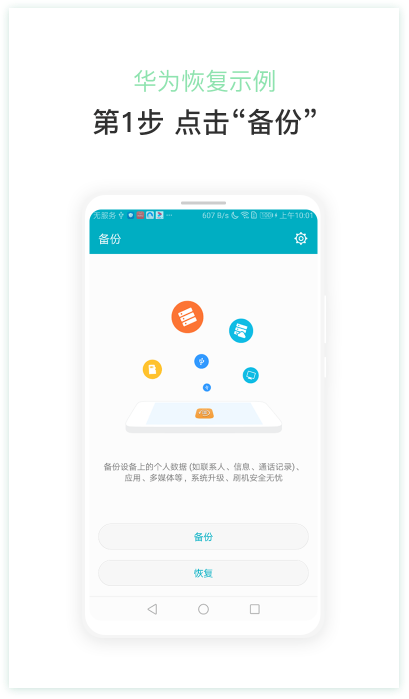 华为恢复示例
第1步 点击“备份”
无服务 ··· 607 B/s 100 上午10:01
备份
备份设备上的个人数据 (如联系人、信息、通话记录)、
应用、多媒体等，系统升级、刷机安全无忧
备份
恢复